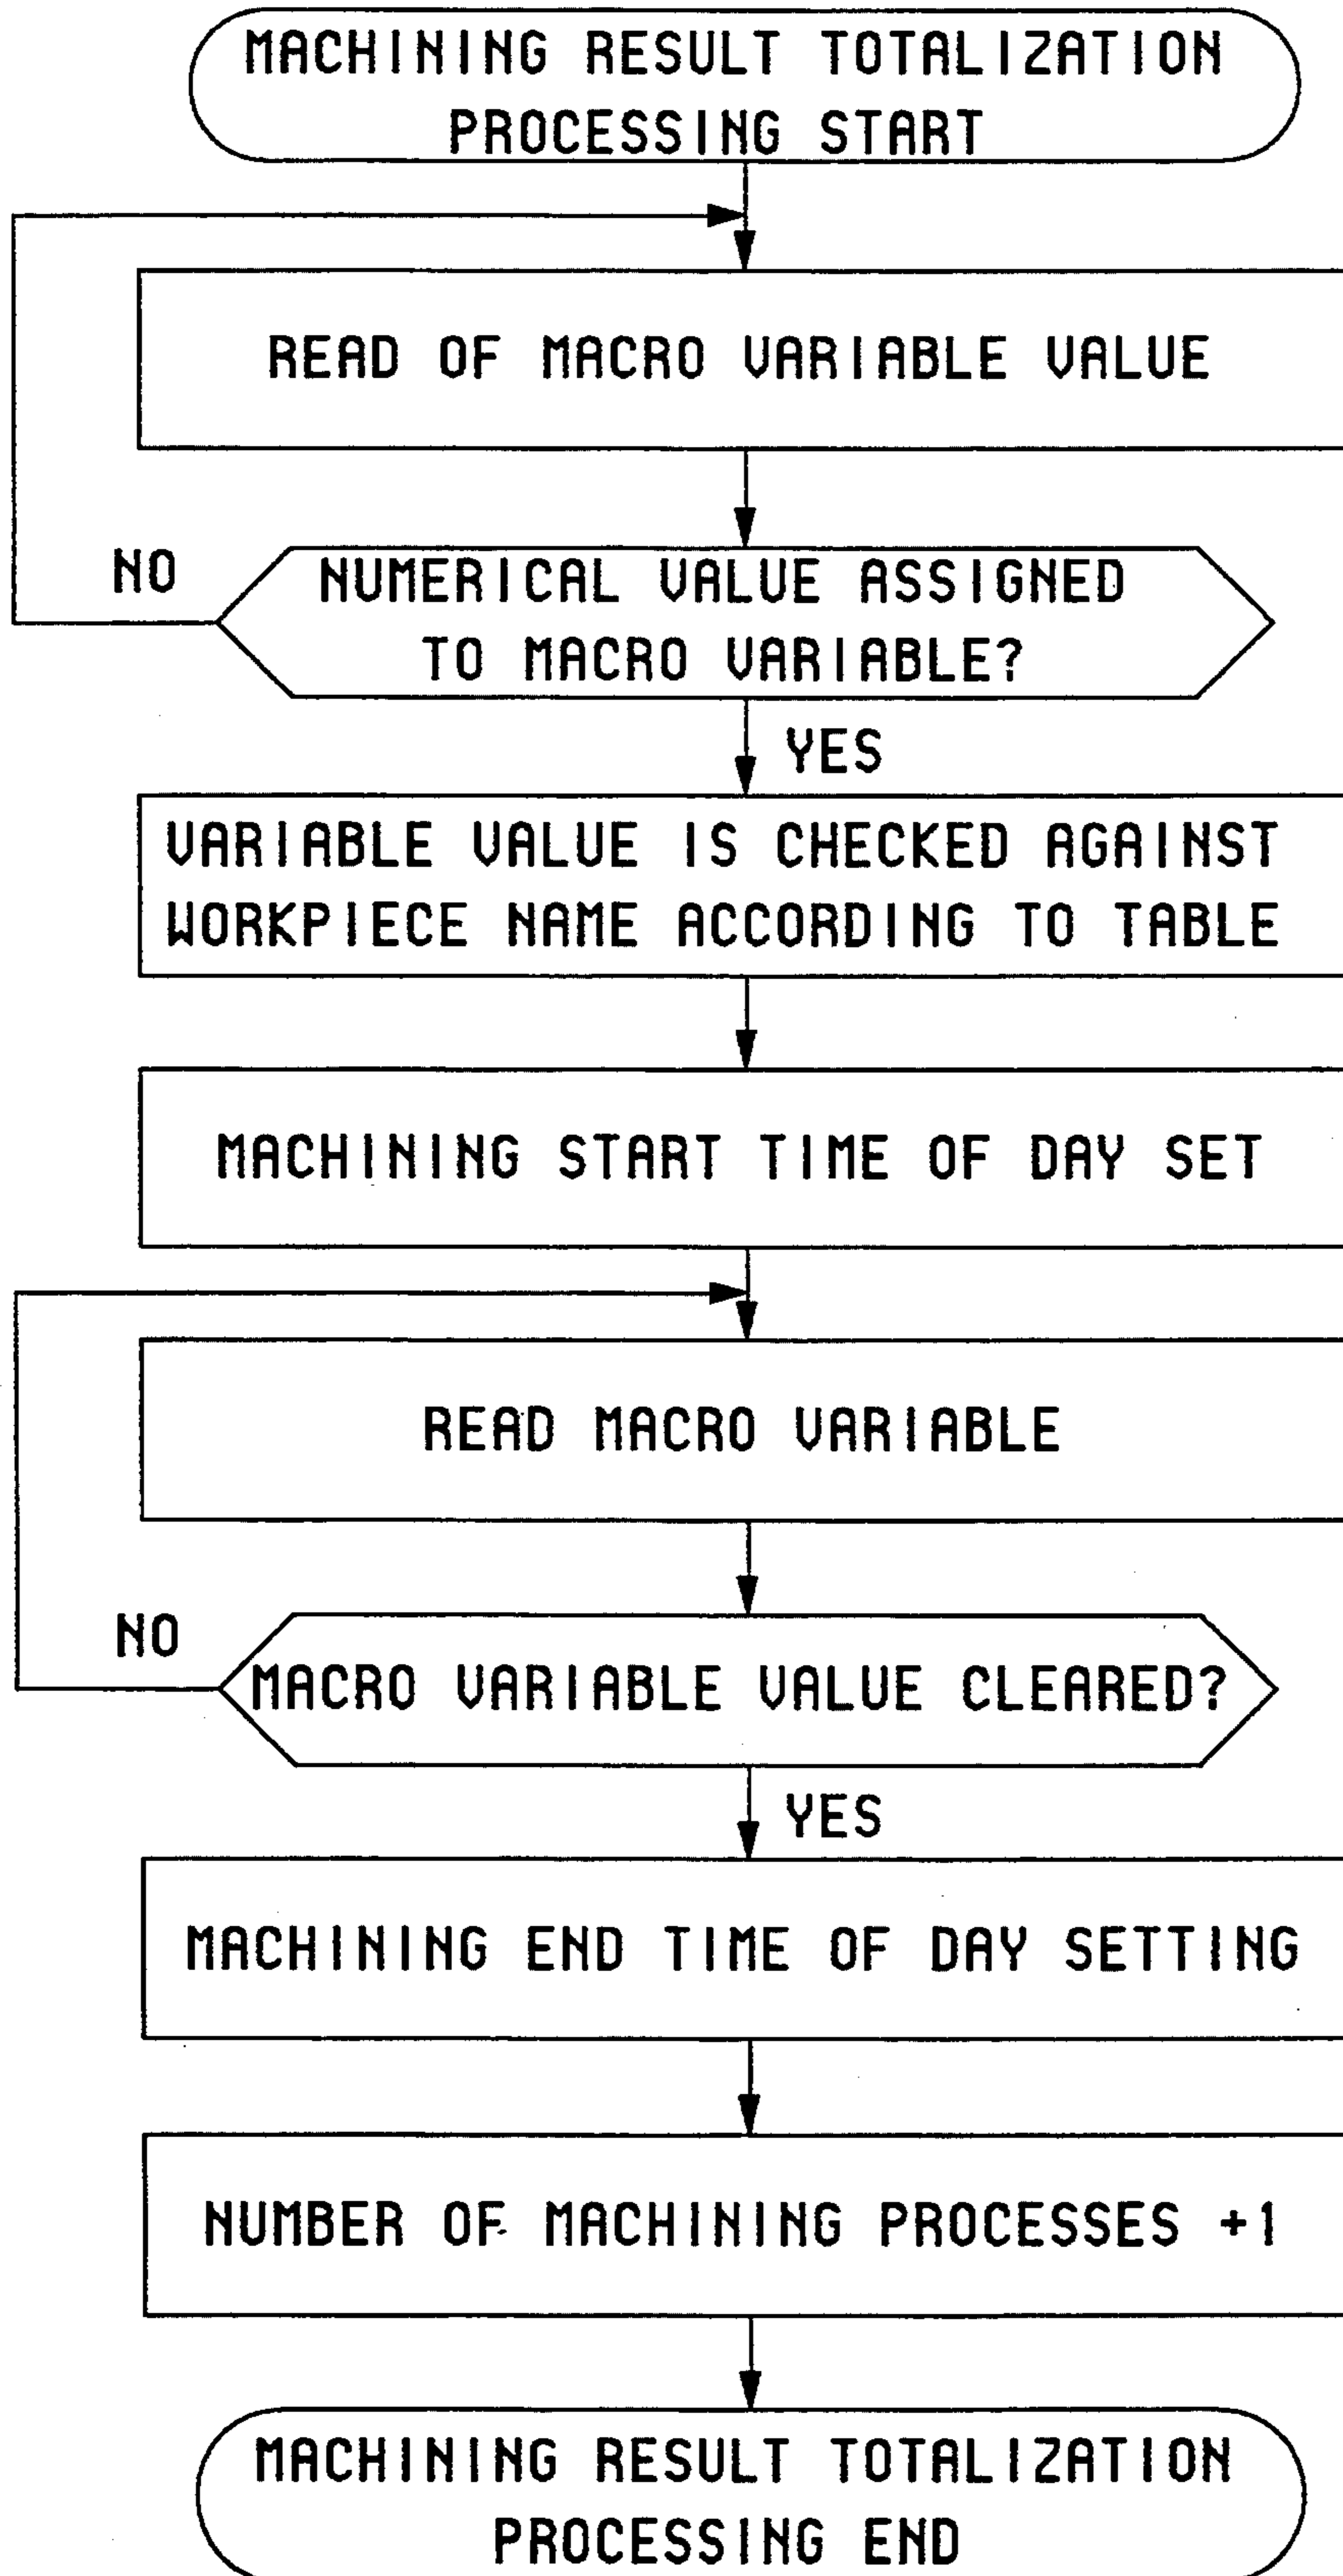 MACHINING RESULT TOTALIZATION
PROCESSING START
READ OF MACRO VARIABLE VALUE
NO
NUMERICAL VALUE ASSIGNED
TO MACRO VARIABLE?
YES
VARIABLE VALUE IS CHECKED AGAINST
WORKPIECE NAME ACCORDING TO TABLE
MACHINING START TIME OF DAY SET
READ MACRO VARIABLE
NO
MACRO VARIABLE VALUE CLEARED?
YES
MACHINING END TIME OF DAY SETTING
NUMBER OF MACHINING PROCESSES +1
MACHINING RESULT TOTALIZATION
PROCESSING END